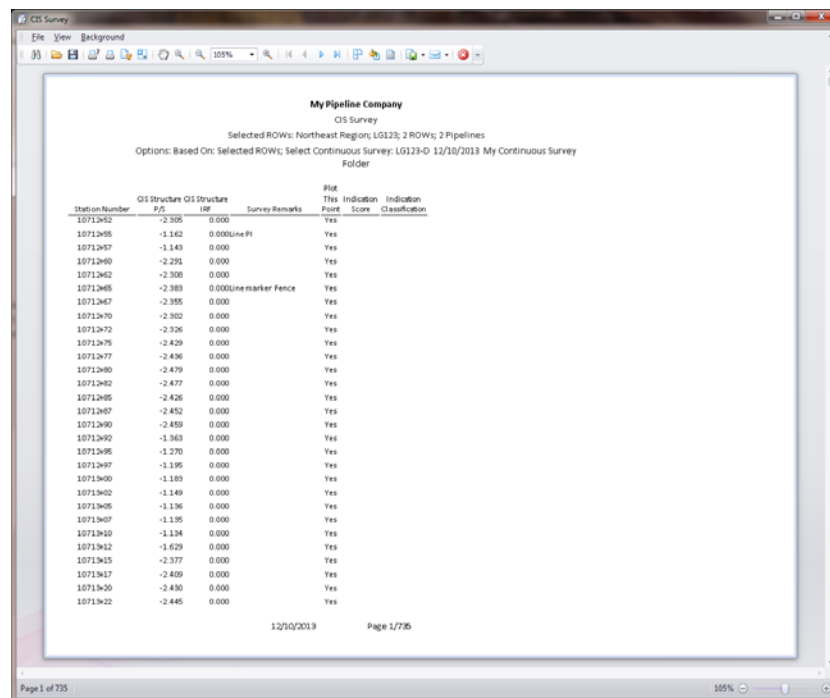 CIS Survey
File View Background
105%
My Pipeline Company
CIS Survey
Selected ROWs: Northeast Region; LG123; 2 ROWs; 2 Pipelines
Options: Based On: Selected ROWs; Select Continuous Survey: LG123-D 12/10/2013 My Continuous Survey
Folder
Station Number CIS Structure P/S CIS Structure IRF Survey Remarks Plot This Point Indication Score Indication Classification
10712+52 -2.305 0.000 Yes
10712+55 -1.162 0.000 Line PI Yes
10712+57 -1.143 0.000 Yes
10712+60 -2.291 0.000 Yes
10712+62 -2.308 0.000 Yes
10712+65 -2.383 0.000 Line marker Fence Yes
10712+67 -2.355 0.000 Yes
10712+70 -2.302 0.000 Yes
10712+72 -2.326 0.000 Yes
10712+75 -2.429 0.000 Yes
10712+77 -2.436 0.000 Yes
10712+80 -2.479 0.000 Yes
10712+82 -2.477 0.000 Yes
10712+85 -2.426 0.000 Yes
10712+87 -2.452 0.000 Yes
10712+90 -2.459 0.000 Yes
10712+92 -1.363 0.000 Yes
10712+95 -1.270 0.000 Yes
10712+97 -1.195 0.000 Yes
10713+00 -1.183 0.000 Yes
10713+02 -1.149 0.000 Yes
10713+05 -1.136 0.000 Yes
10713+07 -1.135 0.000 Yes
10713+10 -1.134 0.000 Yes
10713+12 -1.629 0.000 Yes
10713+15 -2.377 0.000 Yes
10713+17 -2.409 0.000 Yes
10713+20 -2.430 0.000 Yes
10713+22 -2.445 0.000 Yes
12/10/2013 Page 1/735
Page 1 of 735 105%